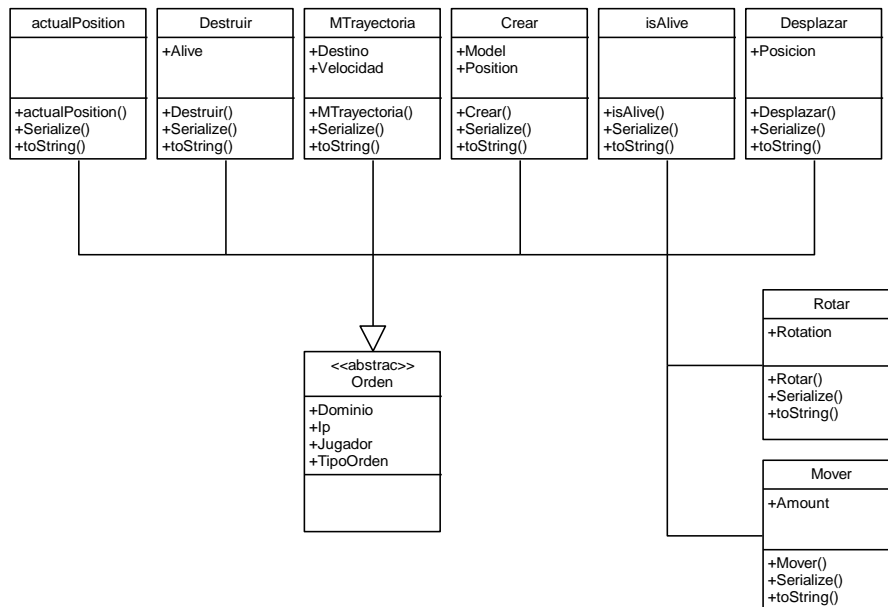 actualPosition
+actualPosition()
+Serialize()
+toString()
Destruir
+Alive
+Destruir()
+Serialize()
+toString()
MTrayectoria
+Destino
+Velocidad
+MTrayectoria()
+Serialize()
+toString()
Crear
+Model
+Position
+Crear()
+Serialize()
+toString()
isAlive
+isAlive()
+Serialize()
+toString()
Desplazar
+Posicion
+Desplazar()
+Serialize()
+toString()
Rotar
+Rotation
+Rotar()
+Serialize()
+toString()
<<abstrac>>
Orden
+Dominio
+Ip
+Jugador
+TipoOrden
Mover
+Amount
+Mover()
+Serialize()
+toString()